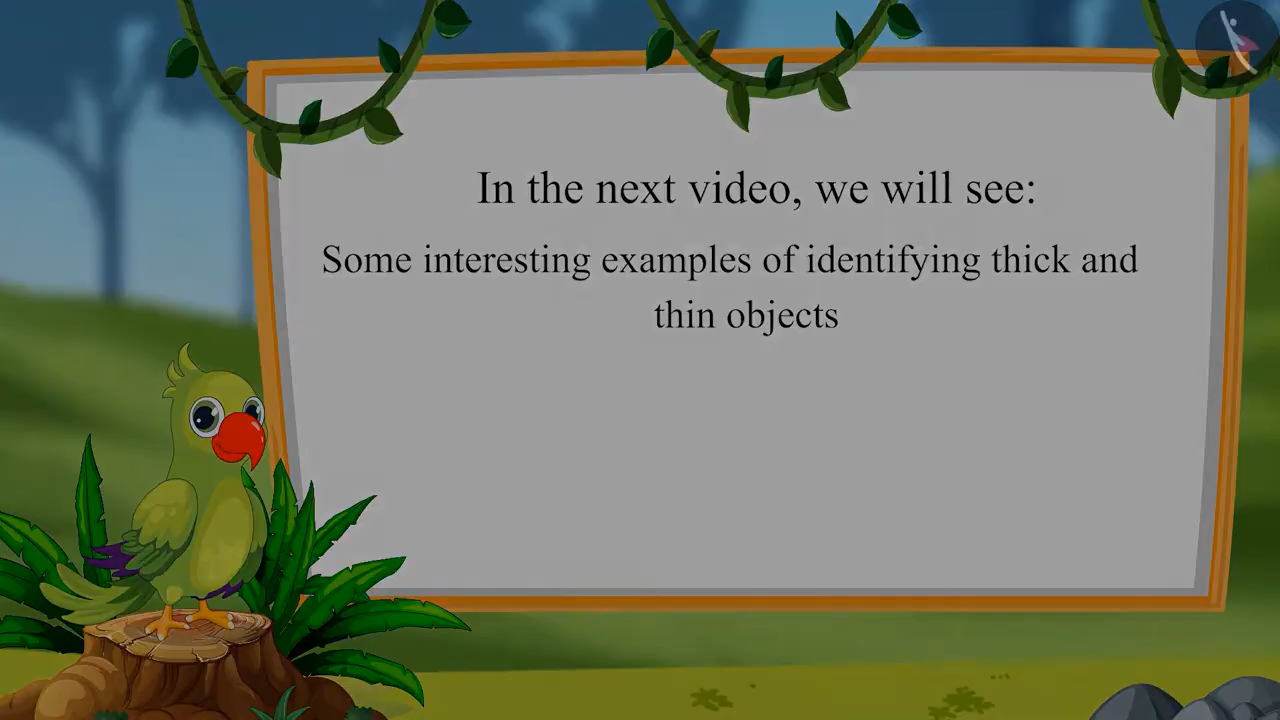 In the next video, we will see:
Some interesting examples of identifying thick and
thin objects